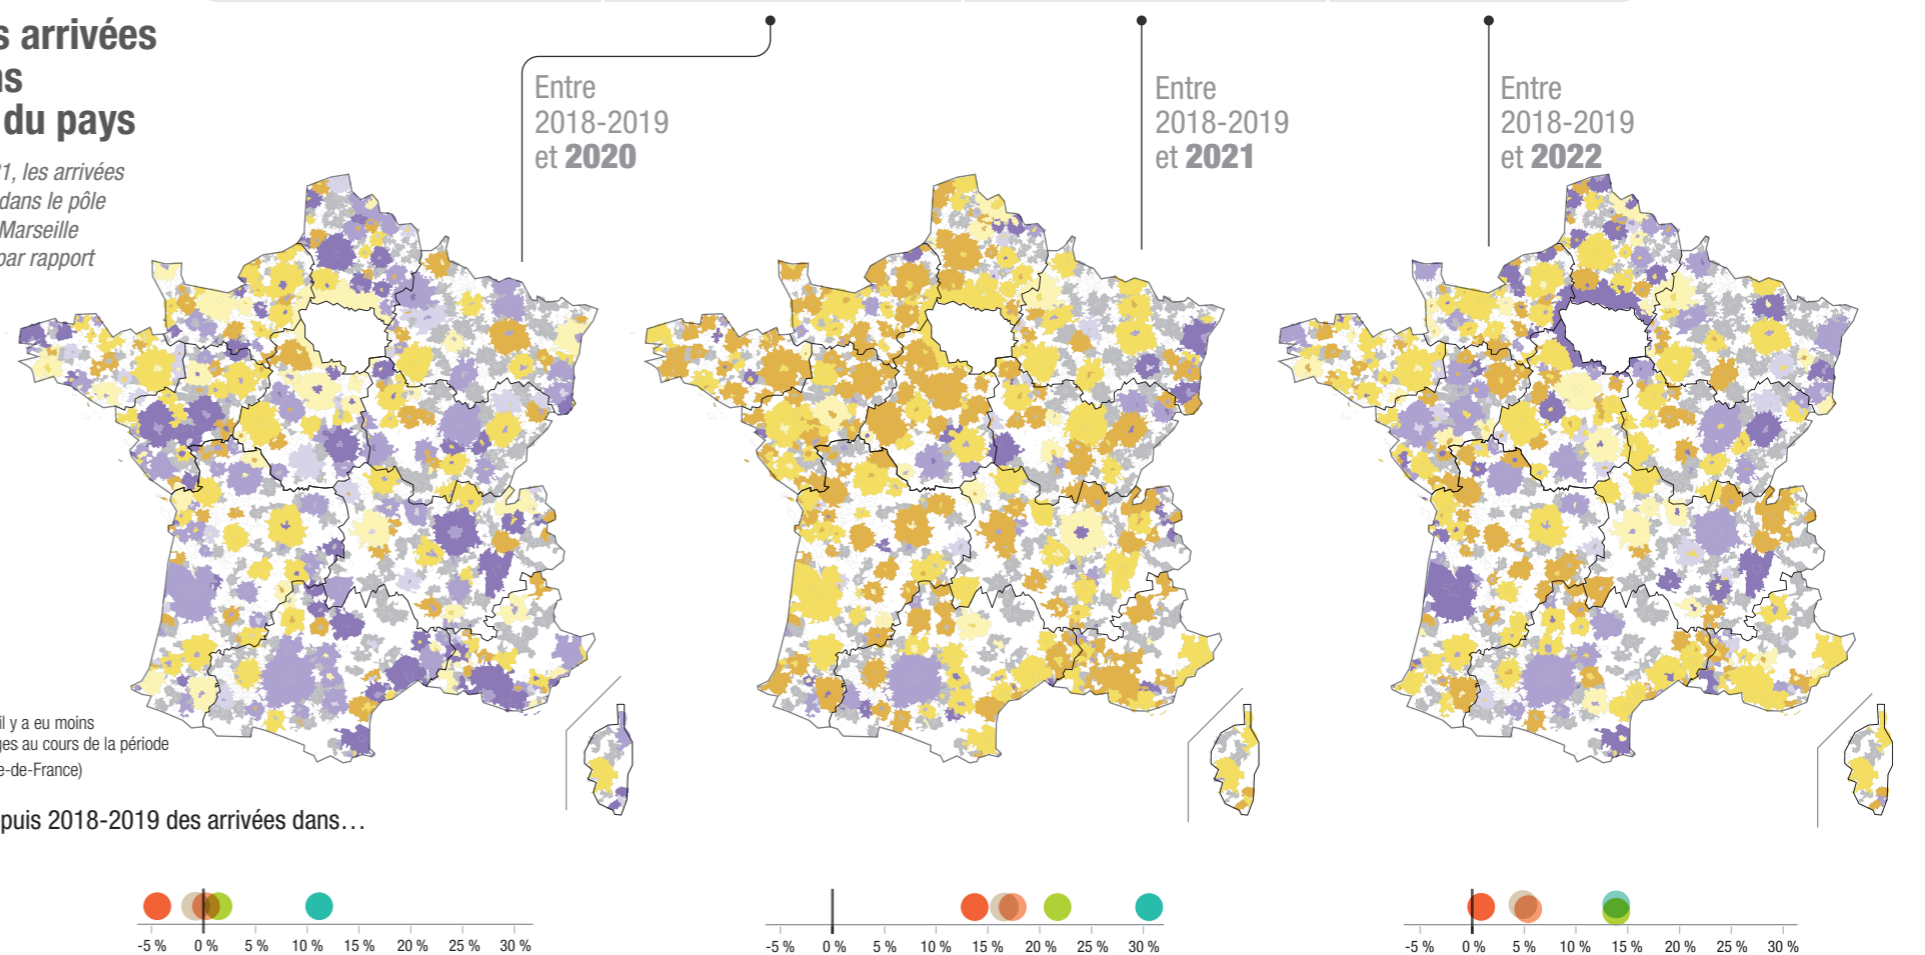 s arrivées
ns
du pays
1, les arrivées
dans le pôle
Marseille
par rapport
Entre
2018-2019
et 2020
Entre
2018-2019
et 2021
Entre
2018-2019
et 2022
il y a eu moins
ges au cours de la période
e-de-France)
puis 2018-2019 des arrivées dans…
-5 % 0 % 5 % 10 % 15 % 20 % 25 % 30 %
-5 % 0 % 5 % 10 % 15 % 20 % 25 % 30 %
-5 % 0 % 5 % 10 % 15 % 20 % 25 % 30 %